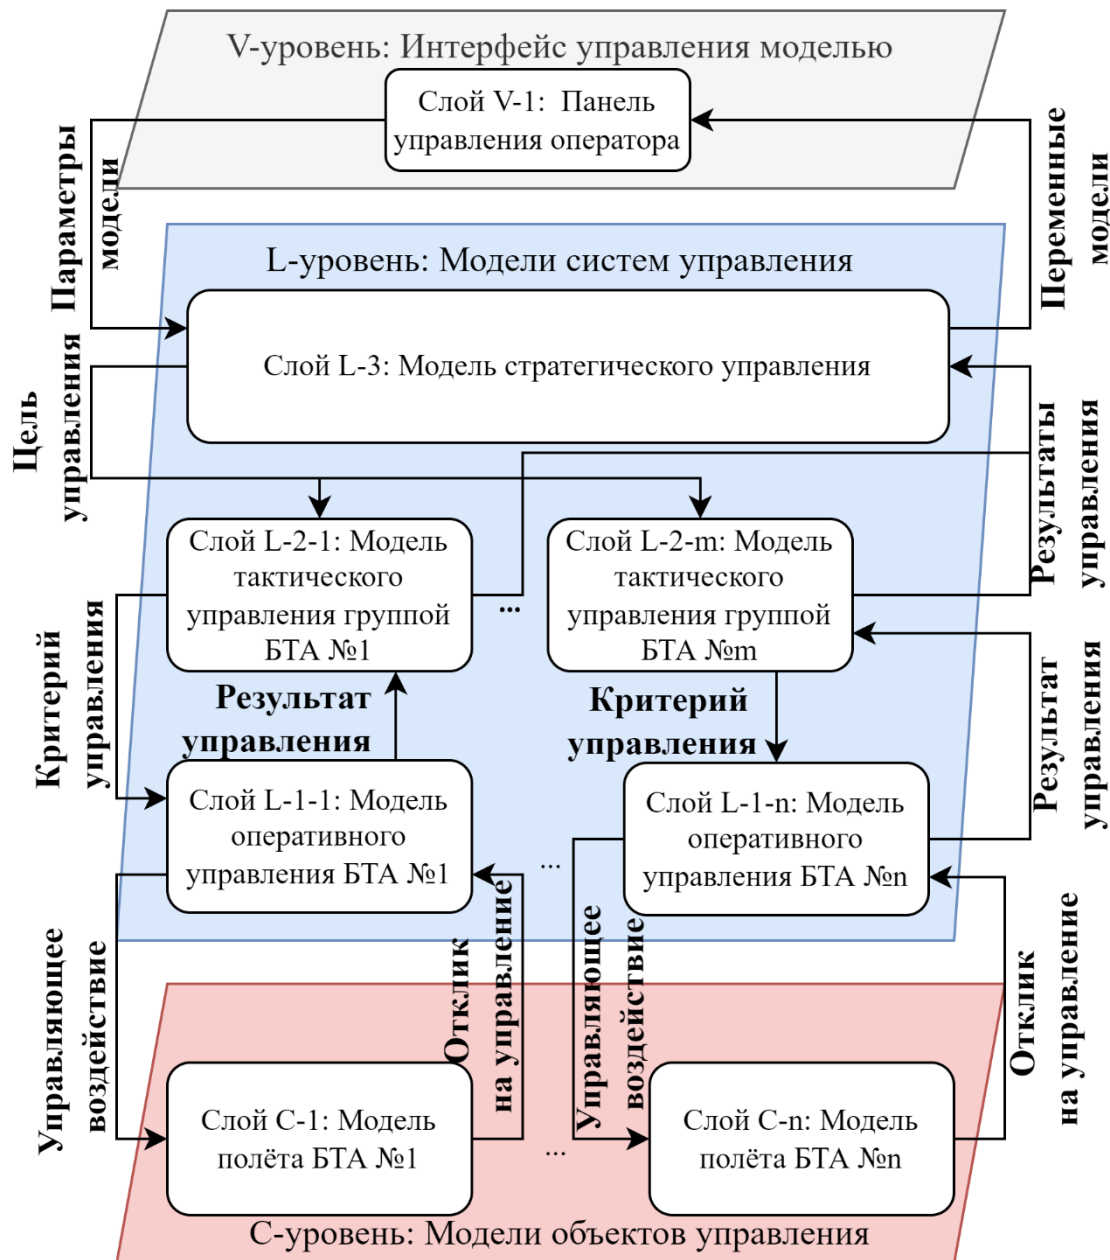 V-уровень: Интерфейс управления моделью
Слой V-1: Панель
управления оператора
Параметры
модели
Переменные
модели
L-уровень: Модели систем управления
Слой L-3: Модель стратегического управления
Цель
управления
Результаты
управления
Слой L-2-1: Модель
тактического
управления группой
БТА №1
...
Слой L-2-m: Модель
тактического
управления группой
БТА №m
Критерий
управления
Результат
управления
Критерий
управления
Результат
управления
Слой L-1-1: Модель
оперативного
управления БТА №1
...
Слой L-1-n: Модель
оперативного
управления БТА №n
Управляющее
воздействие
Отклик
на управление
Управляющее
воздействие
Отклик
на управление
Слой C-1: Модель
полёта БТА №1
...
Слой C-n: Модель
полёта БТА №n
C-уровень: Модели объектов управления